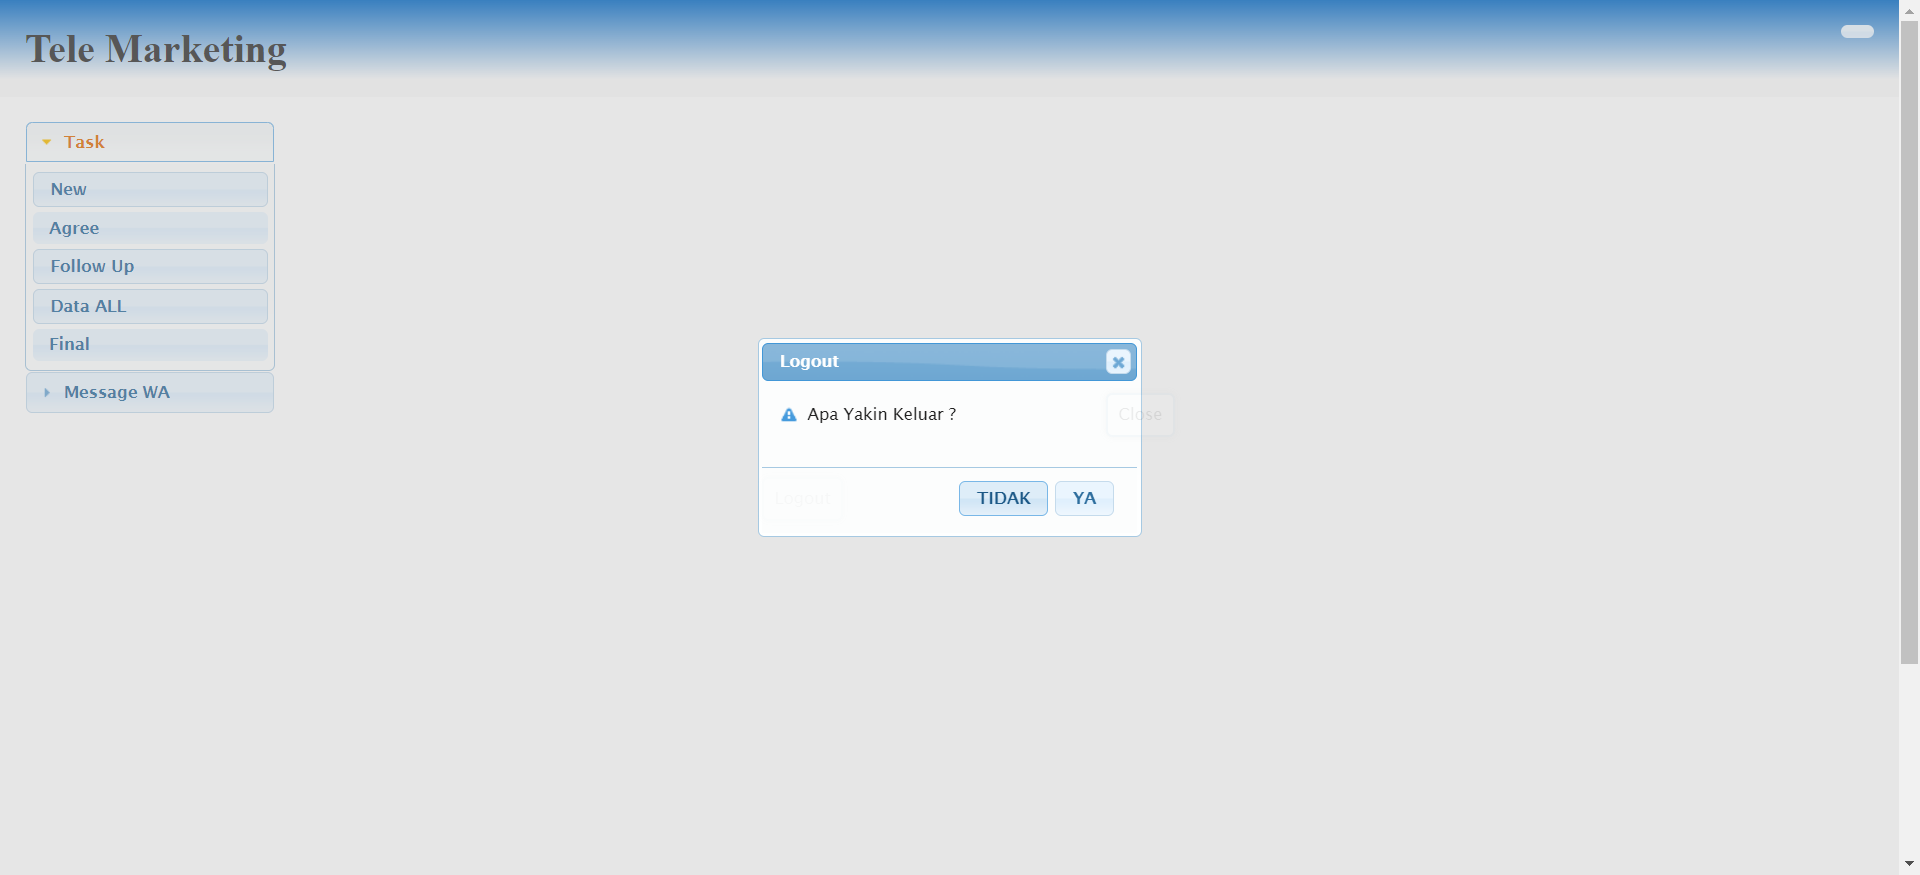 Tele Marketing
Task
New
Agree
Follow Up
Data ALL
Final
Message WA
Logout
Apa Yakin Keluar ?
Close
Logout
TIDAK
YA